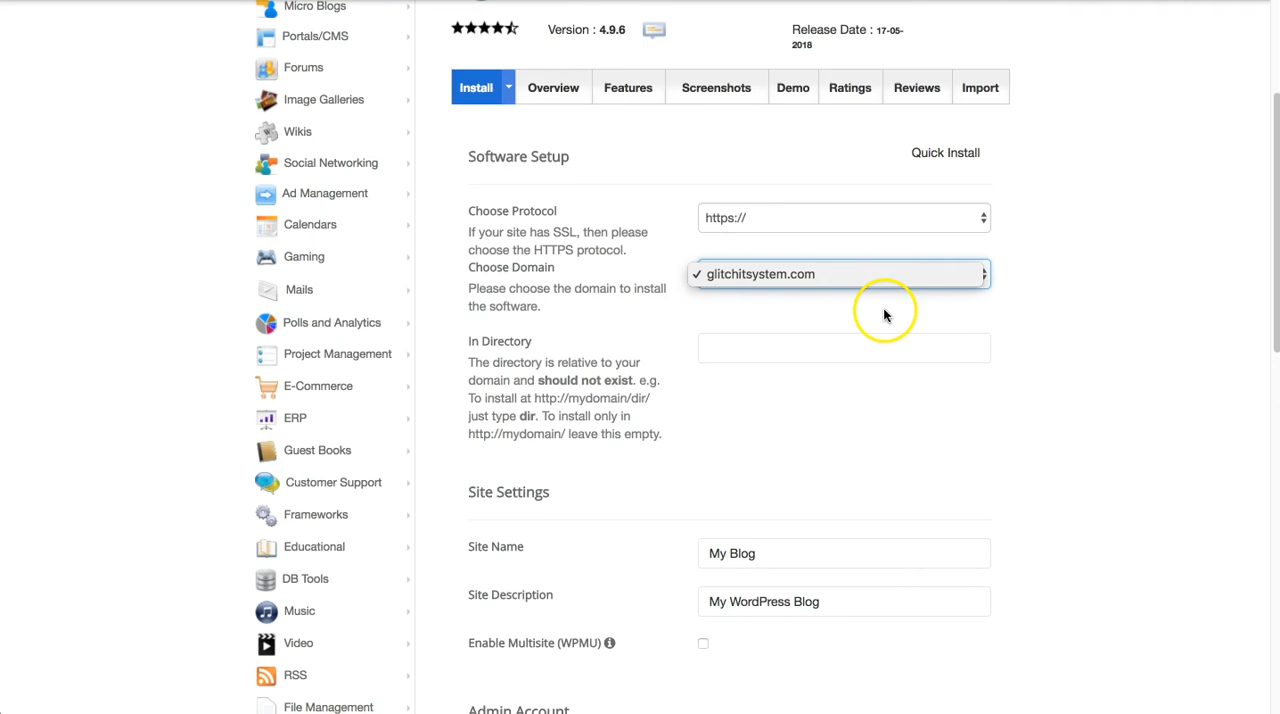 Micro Blogs
Portals/CMS
Forums
Image Galleries
Wikis
Social Networking
Ad Management
Calendars
Gaming
Mails
Polls and Analytics
Project Management
E-Commerce
ERP
Guest Books
Customer Support
Frameworks
Educational
DB Tools
Music
Video
RSS
File Management
Version : 4.9.6
Release Date : 17-05-
2018
Install
Overview
Features
Screenshots
Demo
Ratings
Reviews
Import
Software Setup
Quick Install
Choose Protocol
If your site has SSL, then please
choose the HTTPS protocol.
https://
Choose Domain
Please choose the domain to install
the software.
✓ glitchitsystem.com
In Directory
The directory is relative to your
domain and should not exist. e.g.
To install at http://mydomain/dir/
just type dir. To install only in
http://mydomain/ leave this empty.
Site Settings
Site Name
My Blog
Site Description
My WordPress Blog
Enable Multisite (WPMU)
Admin Account